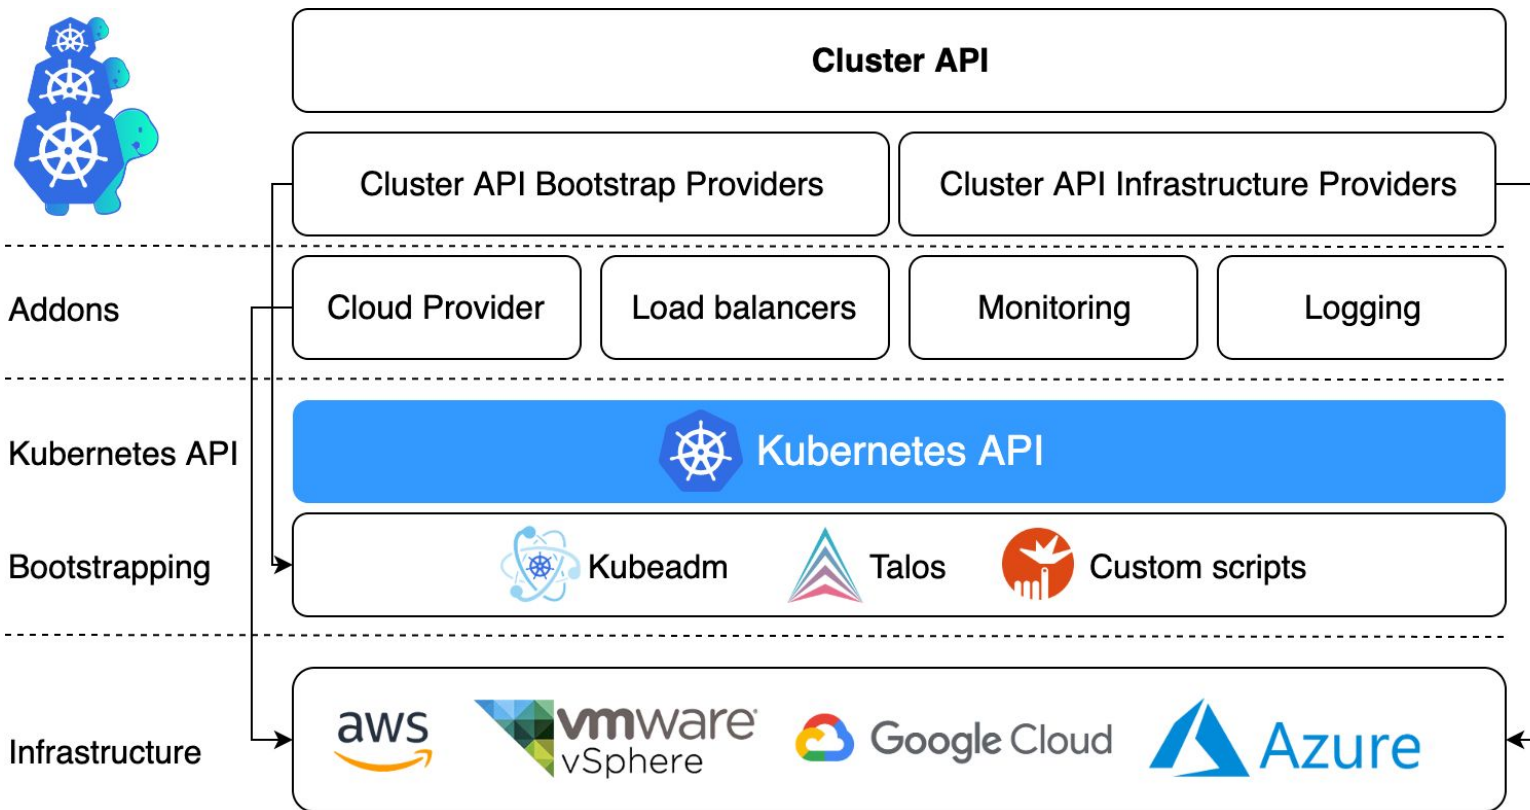 Cluster API
Cluster API Bootstrap Providers
Cluster API Infrastructure Providers
Addons
Cloud Provider
Load balancers
Monitoring
Logging
Kubernetes API
Kubernetes API
Bootstrapping
Kubeadm
Talos
Custom scripts
Infrastructure
aws
vmware®
vSphere
Google Cloud
Azure